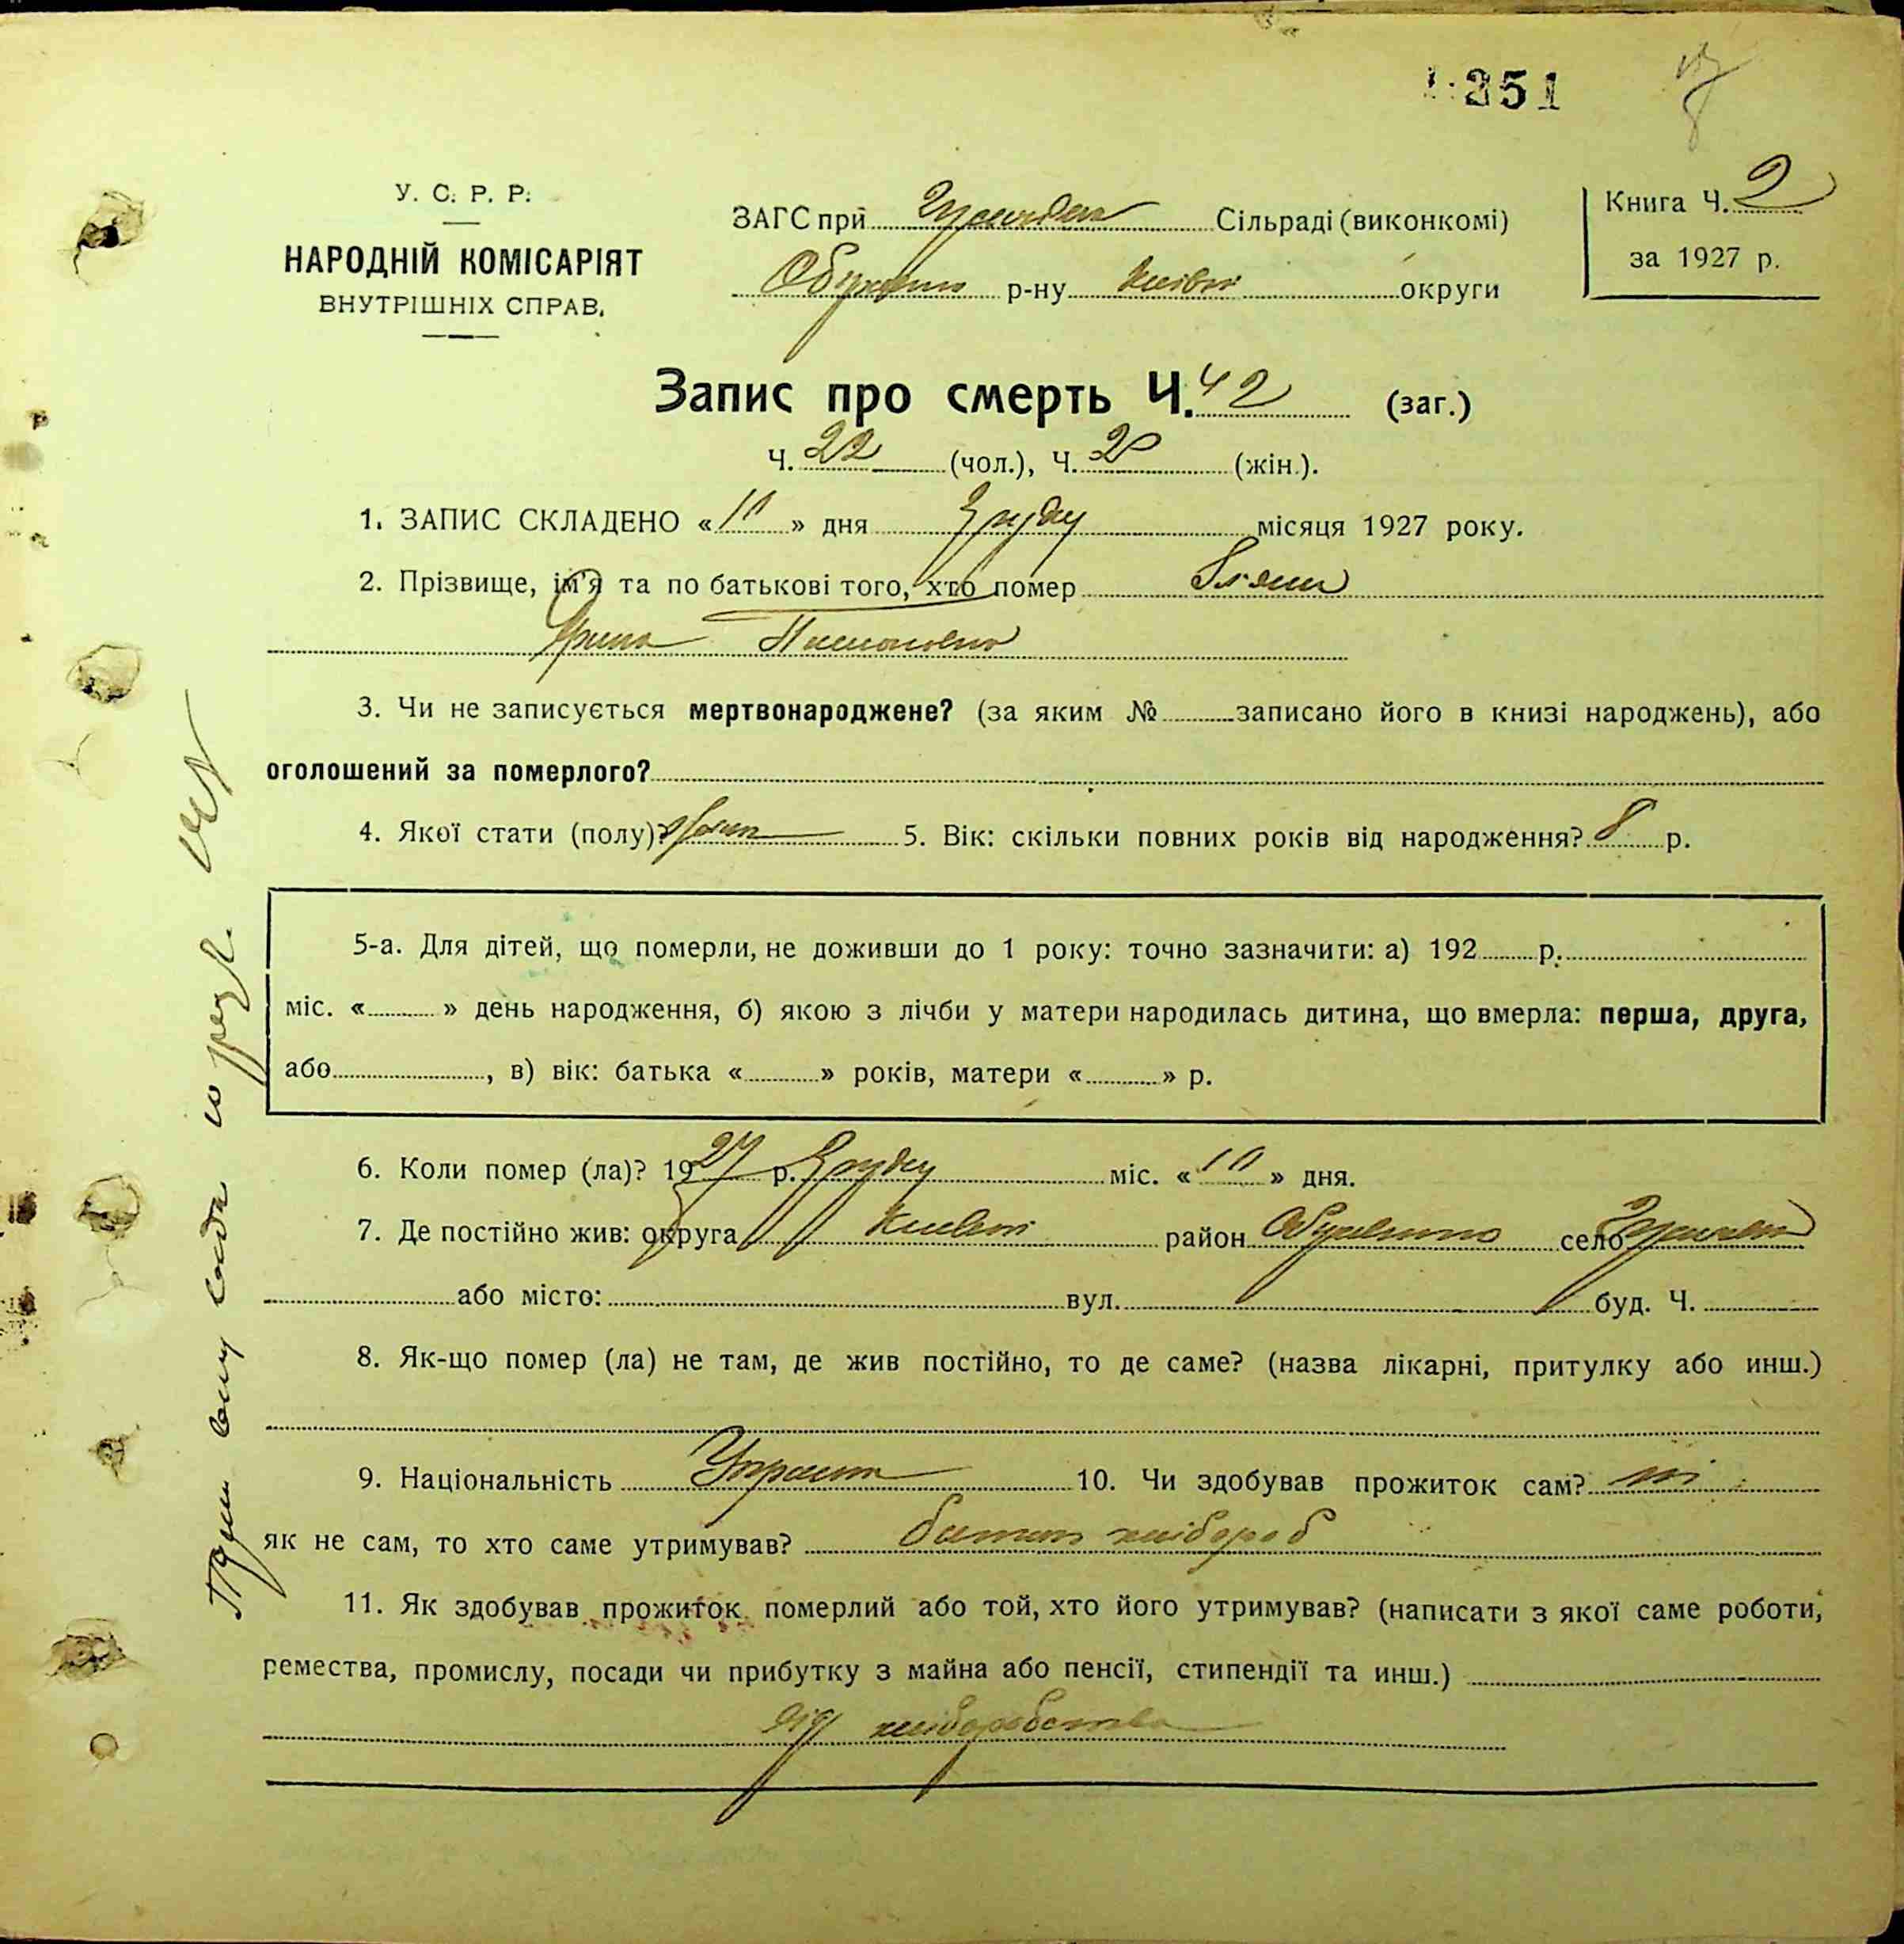 351
У. С. Р. Р.
НАРОДНІЙ КОМІСАРІЯТ
ВНУТРІШНІХ СПРАВ.
ЗАГС при Сільраді (виконкомі)
р-ну округи
Книга Ч. 2
за 1927 р.
Запис про смерть Ч. 42 (заг.)
Ч. 22 (чол.), Ч. 20 (жін.).
1. ЗАПИС СКЛАДЕНО « » дня Грудня місяця 1927 року.
2. Прізвище, ім'я та по батькові того, хто помер
3. Чи не записується мертвонароджене? (за яким № записано його в книзі народжень), або
оголошений за померлого?
4. Якої стати (полу)? 5. Вік: скільки повних років від народження? 8 р.
5-а. Для дітей, що померли, не доживши до 1 року: точно зазначити: а) 192 р.
міс. « » день народження, б) якою з лічби у матери народилась дитина, що вмерла: перша, друга,
або , в) вік: батька « » років, матери « » р.
6. Коли помер (ла)? 1927 р. Грудня міс. « » дня.
7. Де постійно жив: округа район село
або місто: вул. буд. Ч.
8. Як-що помер (ла) не там, де жив постійно, то де саме? (назва лікарні, притулку або инш.)
9. Національність 10. Чи здобував прожиток сам? ні
як не сам, то хто саме утримував? батько хлібороб
11. Як здобував прожиток померлий або той, хто його утримував? (написати з якої саме роботи,
ремества, промислу, посади чи прибутку з майна або пенсії, стипендії та инш.)
від хліборобства